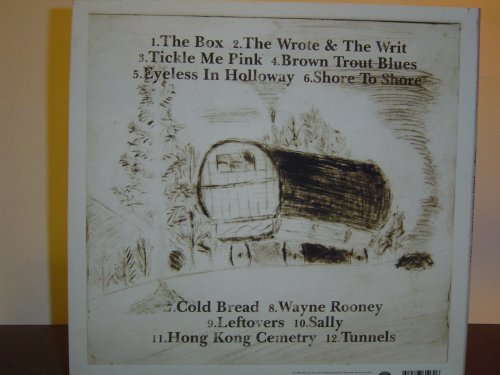 1.The Box 2.The Wrote & The Writ
3.Tickle Me Pink 4.Brown Trout Blues
5.Eyeless In Holloway 6.Shore To Shore
7.Cold Bread 8.Wayne Rooney
9.Leftovers 10.Sally
11.Hong Kong Cemetry 12.Tunnels